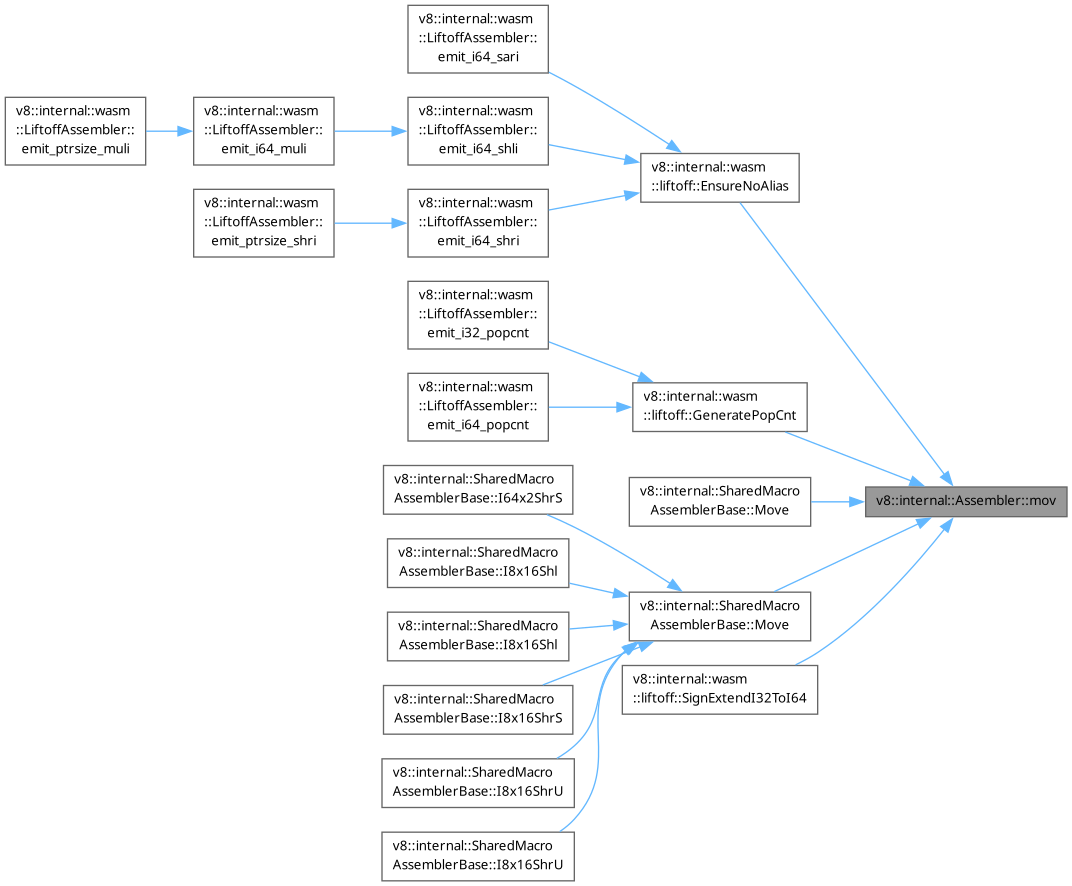 v8::internal::wasm
::LiftoffAssembler::
emit_i64_sari
v8::internal::wasm
::LiftoffAssembler::
emit_ptrsize_muli
v8::internal::wasm
::LiftoffAssembler::
emit_i64_muli
v8::internal::wasm
::LiftoffAssembler::
emit_i64_shli
v8::internal::wasm
::liftoff::EnsureNoAlias
v8::internal::wasm
::LiftoffAssembler::
emit_ptrsize_shri
v8::internal::wasm
::LiftoffAssembler::
emit_i64_shri
v8::internal::wasm
::LiftoffAssembler::
emit_i32_popcnt
v8::internal::wasm
::LiftoffAssembler::
emit_i64_popcnt
v8::internal::wasm
::liftoff::GeneratePopCnt
v8::internal::SharedMacro
AssemblerBase::I64x2ShrS
v8::internal::SharedMacro
AssemblerBase::Move
v8::internal::Assembler::mov
v8::internal::SharedMacro
AssemblerBase::I8x16Shl
v8::internal::SharedMacro
AssemblerBase::Move
v8::internal::SharedMacro
AssemblerBase::I8x16Shl
v8::internal::wasm
::liftoff::SignExtendI32ToI64
v8::internal::SharedMacro
AssemblerBase::I8x16ShrS
v8::internal::SharedMacro
AssemblerBase::I8x16ShrU
v8::internal::SharedMacro
AssemblerBase::I8x16ShrU